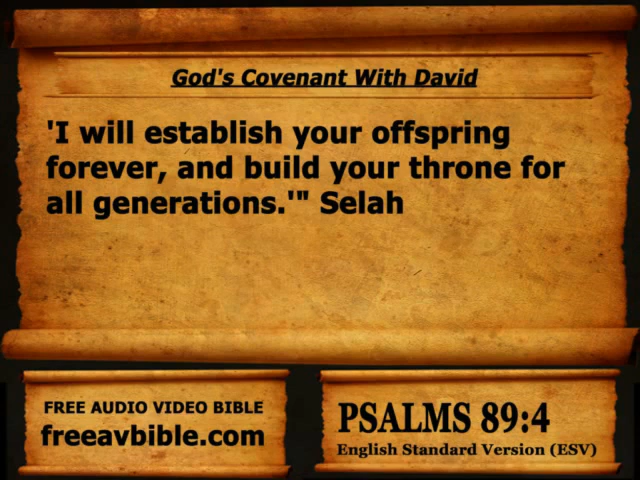 God's Covenant With David
'I will establish your offspring
forever, and build your throne for
all generations.'" Selah
FREE AUDIO VIDEO BIBLE
freeavbible.com
PSALMS 89:4
English Standard Version (ESV)